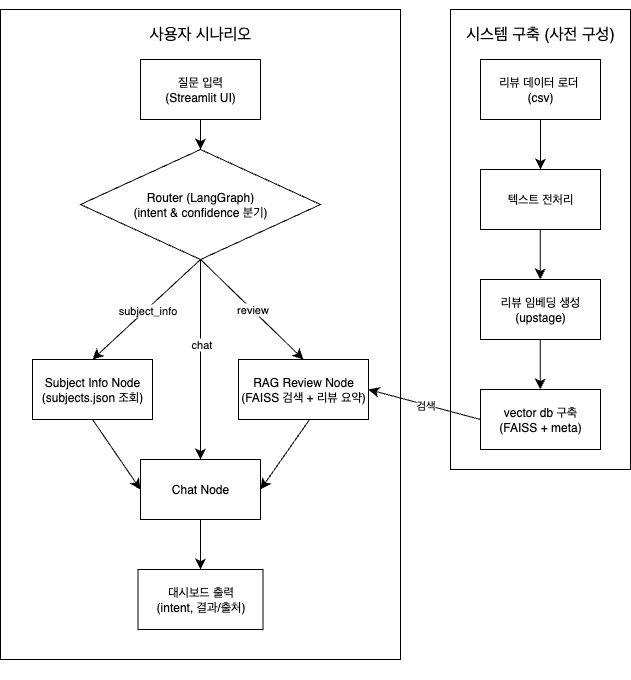 사용자 시나리오
질문 입력
(Streamlit UI)
Router (LangGraph)
(intent & confidence 분기)
subject_info
chat
review
Subject Info Node
(subjects.json 조회)
RAG Review Node
(FAISS 검색 + 리뷰 요약)
Chat Node
대시보드 출력
(intent, 결과/출처)
시스템 구축 (사전 구성)
리뷰 데이터 로더
(csv)
텍스트 전처리
리뷰 임베딩 생성
(upstage)
vector db 구축
(FAISS + meta)
검색